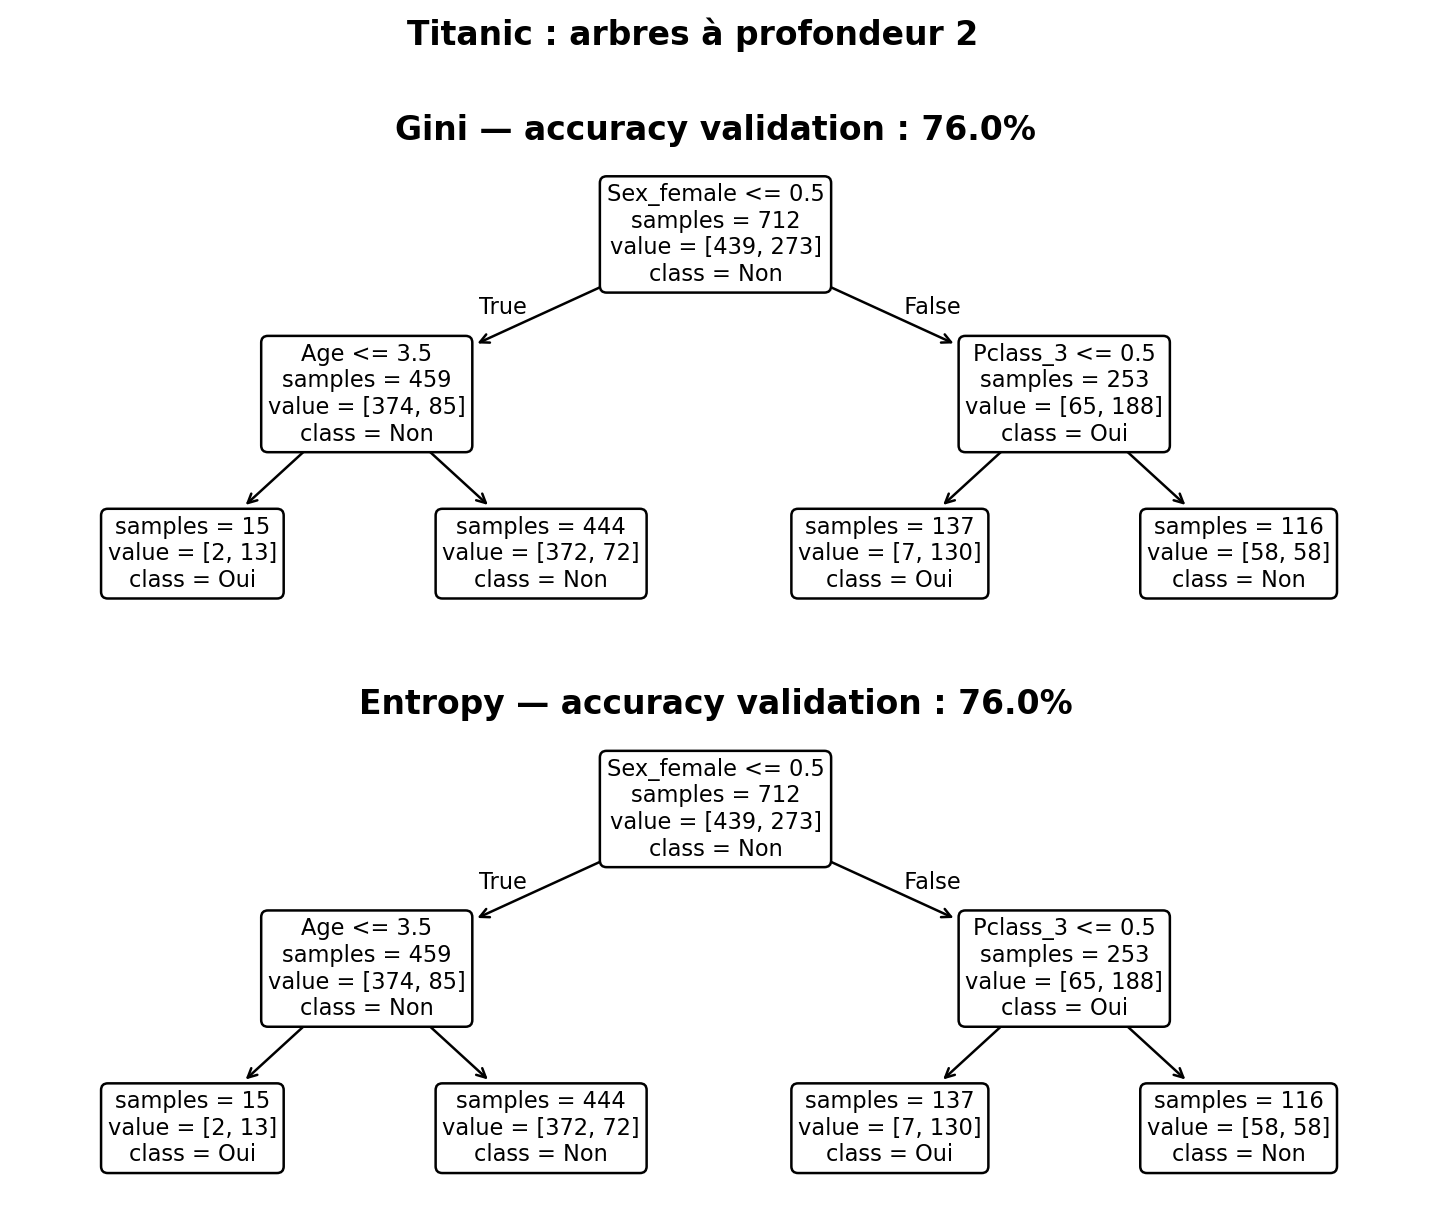 Titanic : arbres à profondeur 2
Gini — accuracy validation : 76.0%
Sex_female <= 0.5
samples = 712
value = [439, 273]
class = Non
True
False
Age <= 3.5
samples = 459
value = [374, 85]
class = Non
Pclass_3 <= 0.5
samples = 253
value = [65, 188]
class = Oui
samples = 15
value = [2, 13]
class = Oui
samples = 444
value = [372, 72]
class = Non
samples = 137
value = [7, 130]
class = Oui
samples = 116
value = [58, 58]
class = Non
Entropy — accuracy validation : 76.0%
Sex_female <= 0.5
samples = 712
value = [439, 273]
class = Non
True
False
Age <= 3.5
samples = 459
value = [374, 85]
class = Non
Pclass_3 <= 0.5
samples = 253
value = [65, 188]
class = Oui
samples = 15
value = [2, 13]
class = Oui
samples = 444
value = [372, 72]
class = Non
samples = 137
value = [7, 130]
class = Oui
samples = 116
value = [58, 58]
class = Non